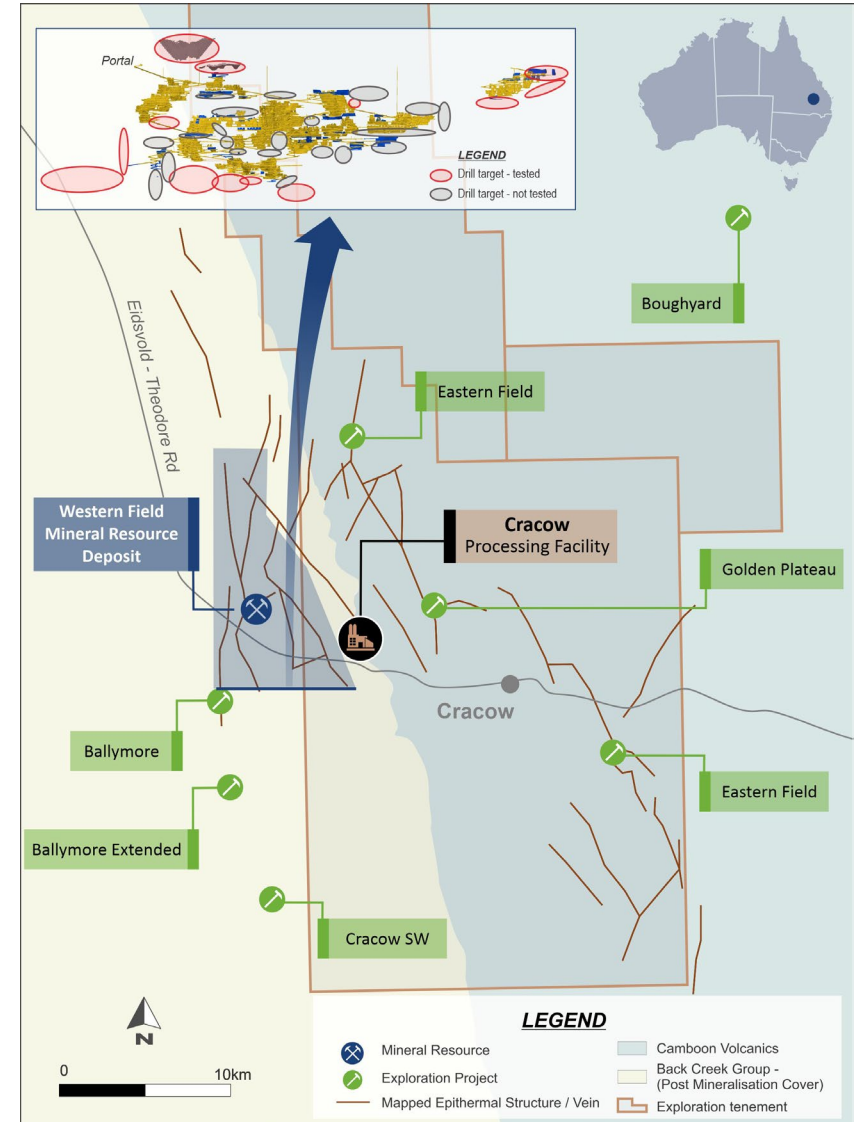 Portal
LEGEND
Drill target - tested
Drill target - not tested
Boughyard
Eidsvold - Theodore Rd
Eastern Field
Western Field
Mineral Resource
Deposit
Cracow
Processing Facility
Golden Plateau
Cracow
Ballymore
Eastern Field
Ballymore Extended
Cracow SW
N
0 10km
LEGEND
Mineral Resource
Exploration Project
Mapped Epithermal Structure / Vein
Camboon Volcanics
Back Creek Group -
(Post Mineralisation Cover)
Exploration tenement